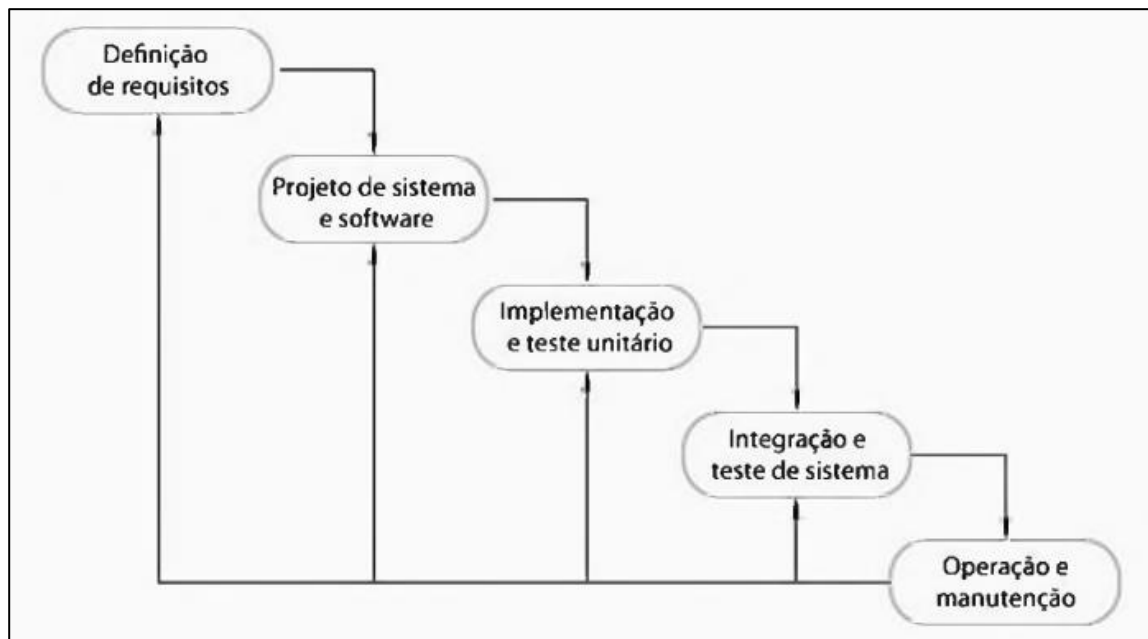 Definição
de requisitos
Projeto de sistema
e software
Implementação
e teste unitário
Integração e
teste de sistema
Operação e
manutenção